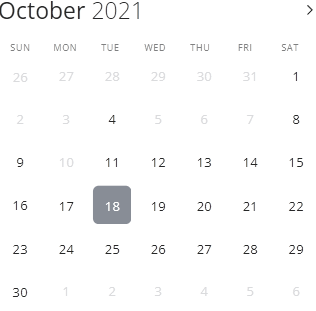 October 2021
SUN MON TUE WED THU FRI SAT
26 27 28 29 30 31 1
2 3 4 5 6 7 8
9 10 11 12 13 14 15
16 17 18 19 20 21 22
23 24 25 26 27 28 29
30 1 2 3 4 5 6